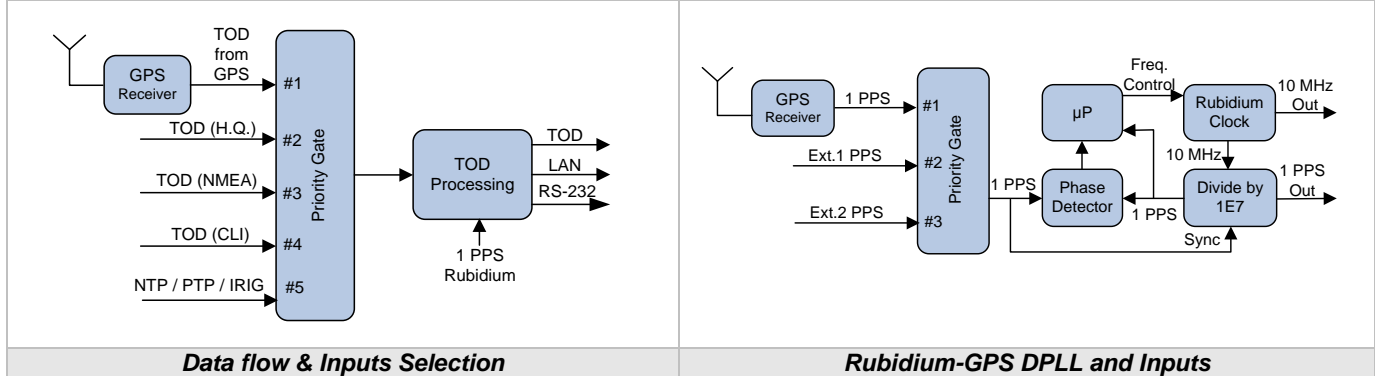 TOD
from
GPS
GPS
Receiver
#1
TOD (H.Q.)
#2
TOD (NMEA)
#3
TOD (CLI)
#4
NTP / PTP / IRIG
#5
Priority Gate
TOD
Processing
TOD
LAN
RS-232
1 PPS
Rubidium
Data flow & Inputs Selection
GPS
Receiver
1 PPS
#1
Ext.1 PPS
#2
Ext.2 PPS
#3
Priority Gate
1 PPS
µP
Freq.
Control
Rubidium
Clock
10 MHz
Out
10 MHz
Phase
Detector
1 PPS
Divide by
1E7
1 PPS
Out
Sync
Rubidium-GPS DPLL and Inputs